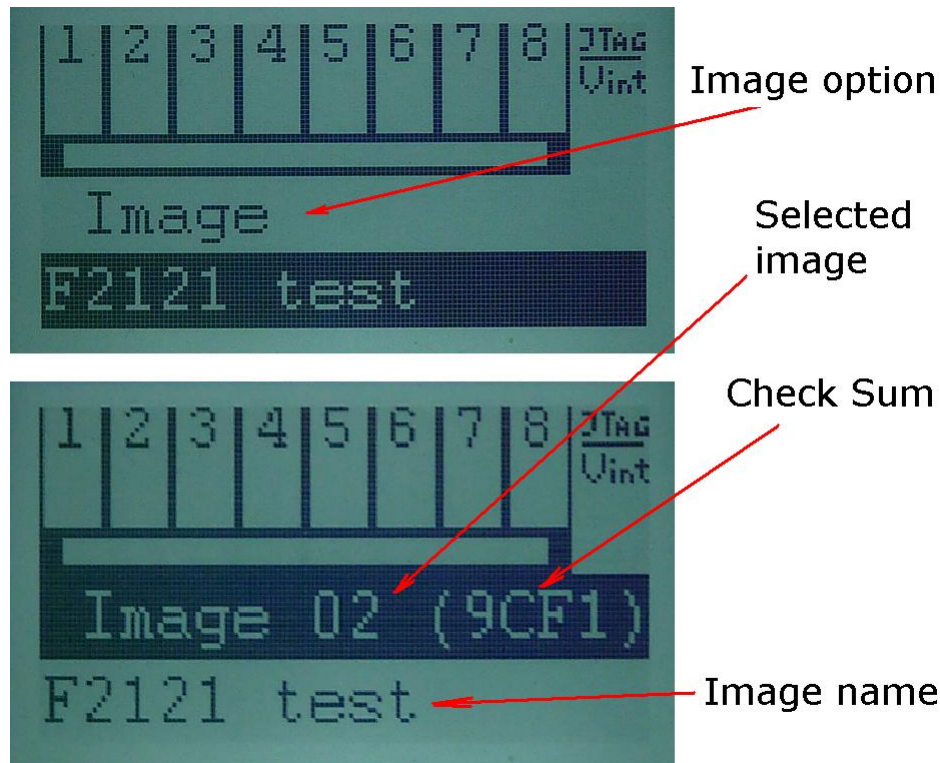 1 2 3 4 5 6 7 8 JTAG
Vint
Image option
Image
F2121 test
Selected
image
Check Sum
1 2 3 4 5 6 7 8 JTAG
Vint
Image 02 (9CF1)
F2121 test
Image name